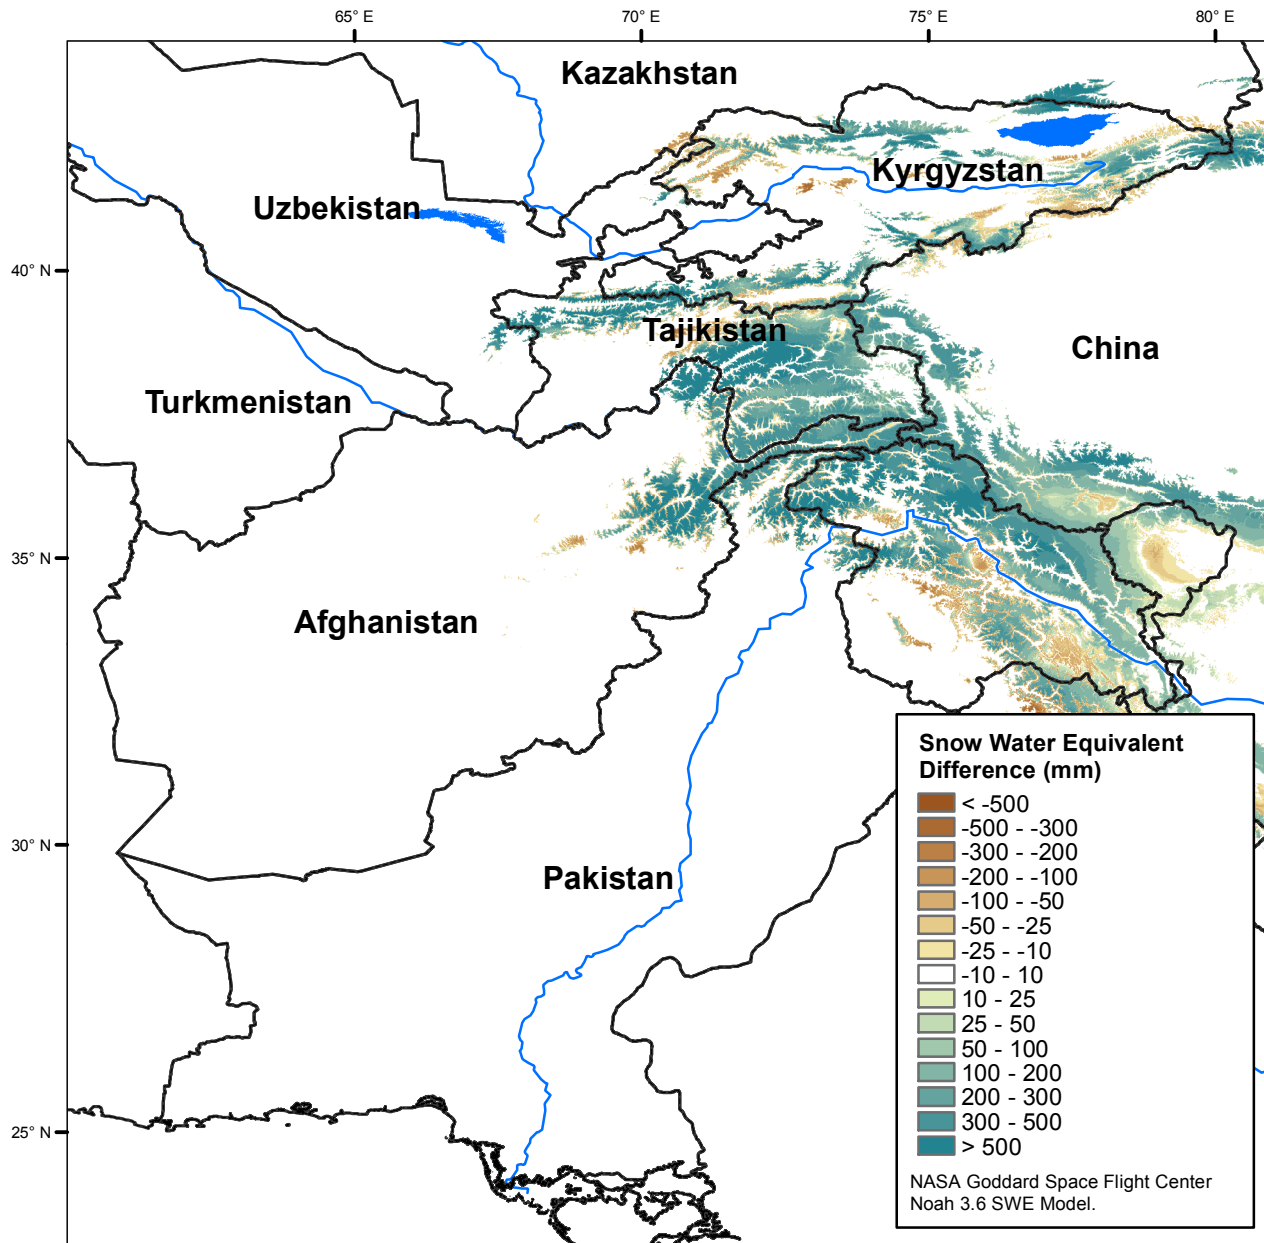 65° E
70° E
75° E
80° E
Kazakhstan
Kyrgyzstan
Uzbekistan
40° N
Tajikistan
China
Turkmenistan
35° N
Afghanistan
Snow Water Equivalent
Difference (mm)
< -500
-500 - -300
-300 - -200
-200 - -100
-100 - -50
-50 - -25
-25 - -10
-10 - 10
10 - 25
25 - 50
50 - 100
100 - 200
200 - 300
300 - 500
> 500
30° N
Pakistan
25° N
NASA Goddard Space Flight Center
Noah 3.6 SWE Model.